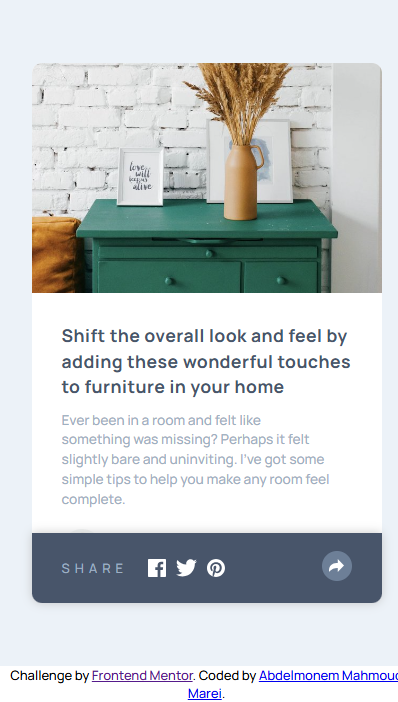 love
will
keep us
alive
Shift the overall look and feel by
adding these wonderful touches
to furniture in your home
Ever been in a room and felt like
something was missing? Perhaps it felt
slightly bare and uninviting. I've got some
simple tips to help you make any room feel
complete.
SHARE
Challenge by Frontend Mentor. Coded by Abdelmonem Mahmoud
Marei.